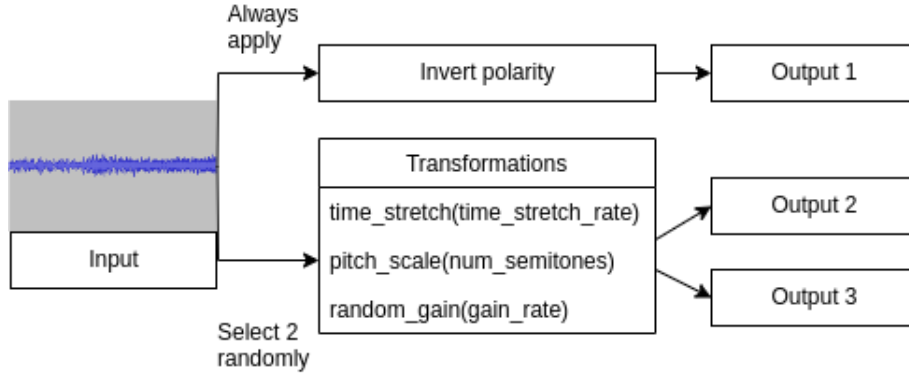 Always
apply
Invert polarity
Output 1
Input
Transformations
time_stretch(time_stretch_rate)
pitch_scale(num_semitones)
random_gain(gain_rate)
Output 2
Output 3
Select 2
randomly